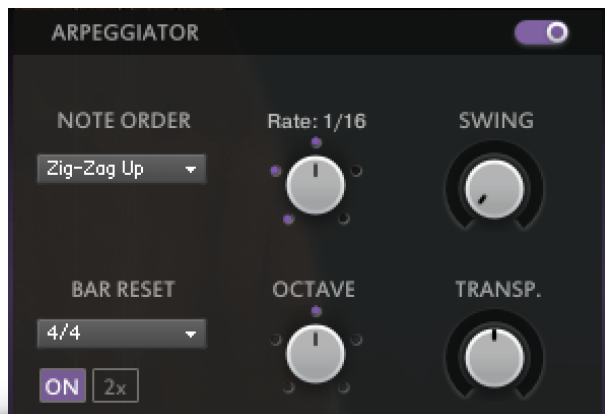 ARPEGGIATOR
NOTE ORDER
Rate: 1/16
SWING
Zig-Zag Up
BAR RESET
OCTAVE
TRANSP.
4/4
ON
2x